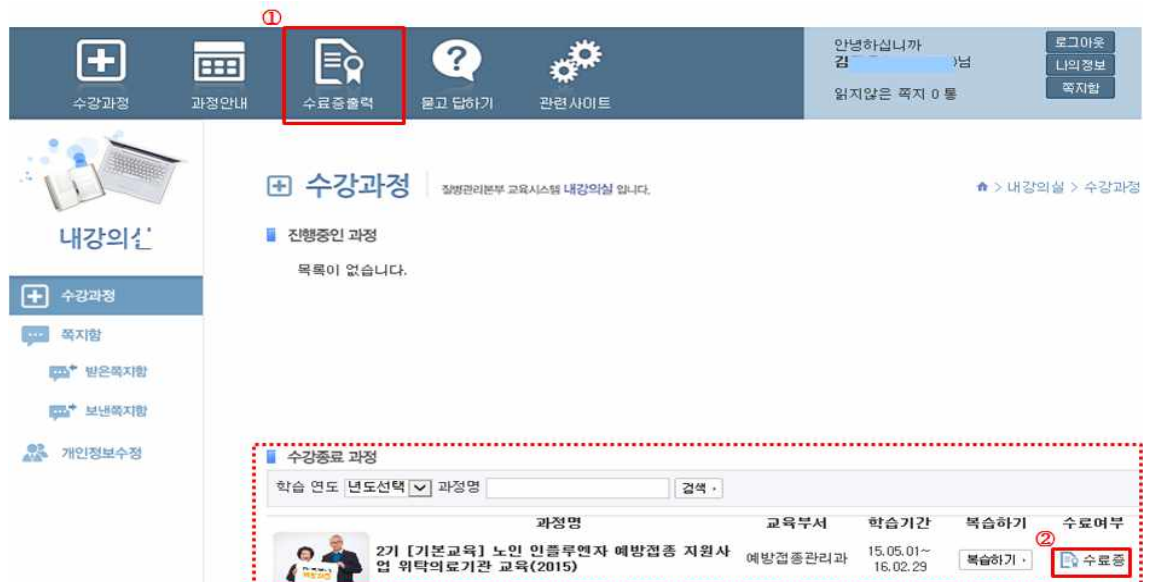 ①
수강과정 과정안내 수료증출력 묻고 답하기 관련사이트
안녕하십니까
김 님
읽지않은 쪽지 0 통
로그아웃
나의정보
쪽지함
내강의실
수강과정 질병관리본부 교육시스템 내강의실 입니다.
> 내강의실 > 수강과정
진행중인 과정
목록이 없습니다.
수강과정
쪽지함
받은쪽지함
보낸쪽지함
개인정보수정
수강종료 과정
학습 연도 년도선택 과정명 검색
과정명 교육부서 학습기간 복습하기 수료여부
②
2기 [기본교육] 노인 인플루엔자 예방접종 지원사
업 위탁의료기관 교육(2015)
예방접종관리과
15.05.01~
16.02.29
복습하기
수료증